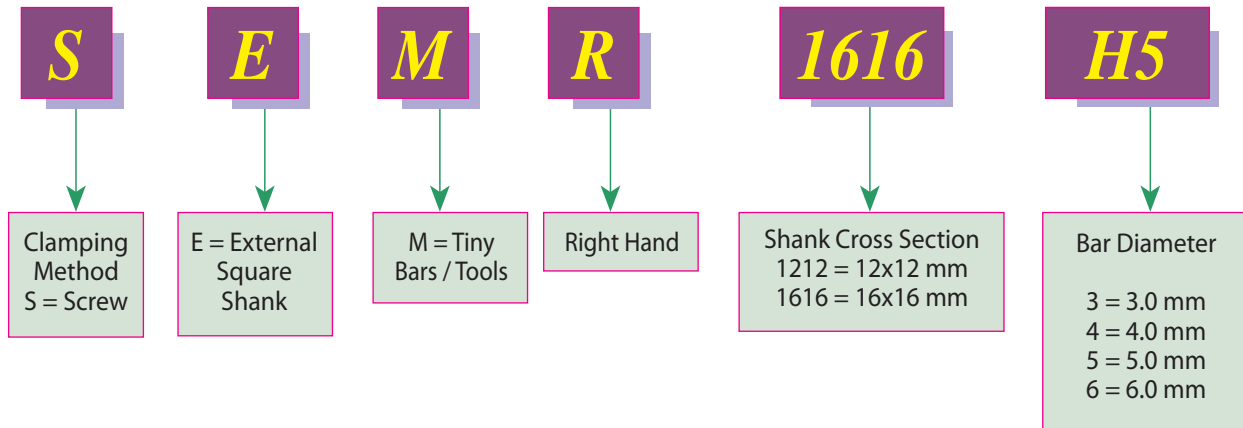 S E M R 1616 H5
Clamping
Method
S = Screw
E = External
Square
Shank
M = Tiny
Bars / Tools
Right Hand
Shank Cross Section
1212 = 12x12 mm
1616 = 16x16 mm
Bar Diameter
3 = 3.0 mm
4 = 4.0 mm
5 = 5.0 mm
6 = 6.0 mm